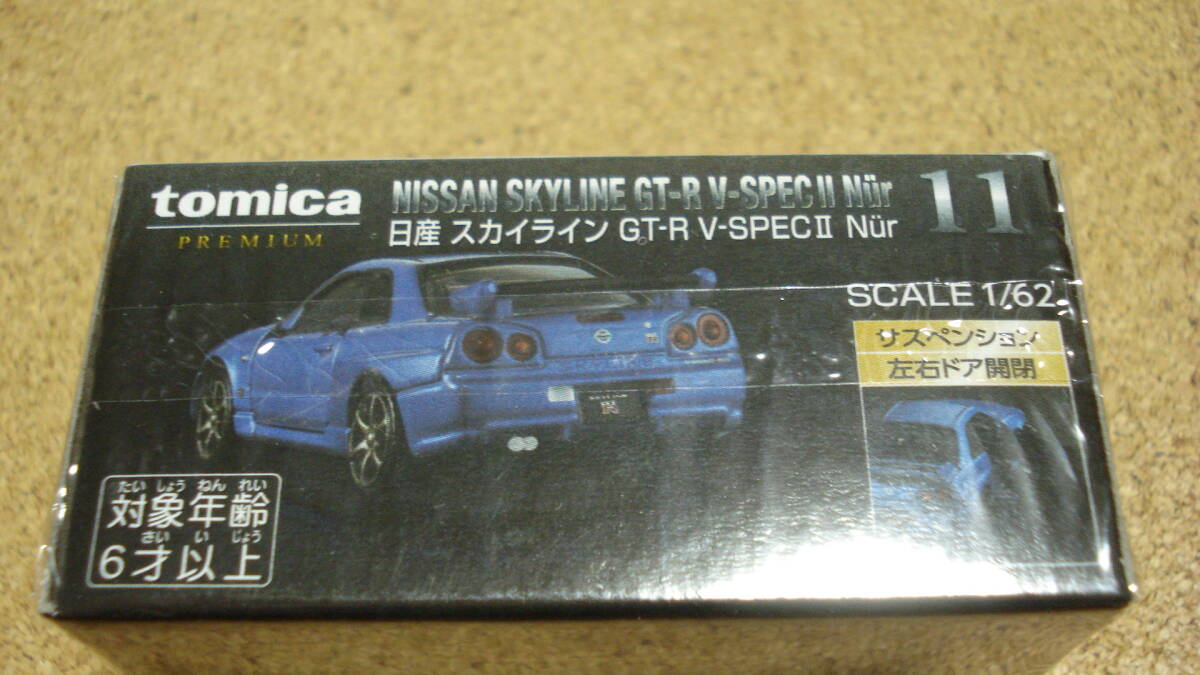 tomica
PREMIUM
NISSAN SKYLINE GT-R V-SPEC II Nür
日産 スカイライン GT-R V-SPECⅡ Nür
11
SCALE 1/62
サスペンション
左右ドア開閉
たい しょう ねん れい
対象年齢
さい い じょう
6才以上